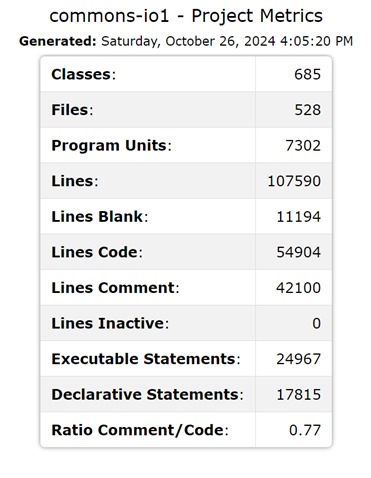 commons-io1 - Project Metrics
Generated: Saturday, October 26, 2024 4:05:20 PM
Classes: 685
Files: 528
Program Units: 7302
Lines: 107590
Lines Blank: 11194
Lines Code: 54904
Lines Comment: 42100
Lines Inactive: 0
Executable Statements: 24967
Declarative Statements: 17815
Ratio Comment/Code: 0.77